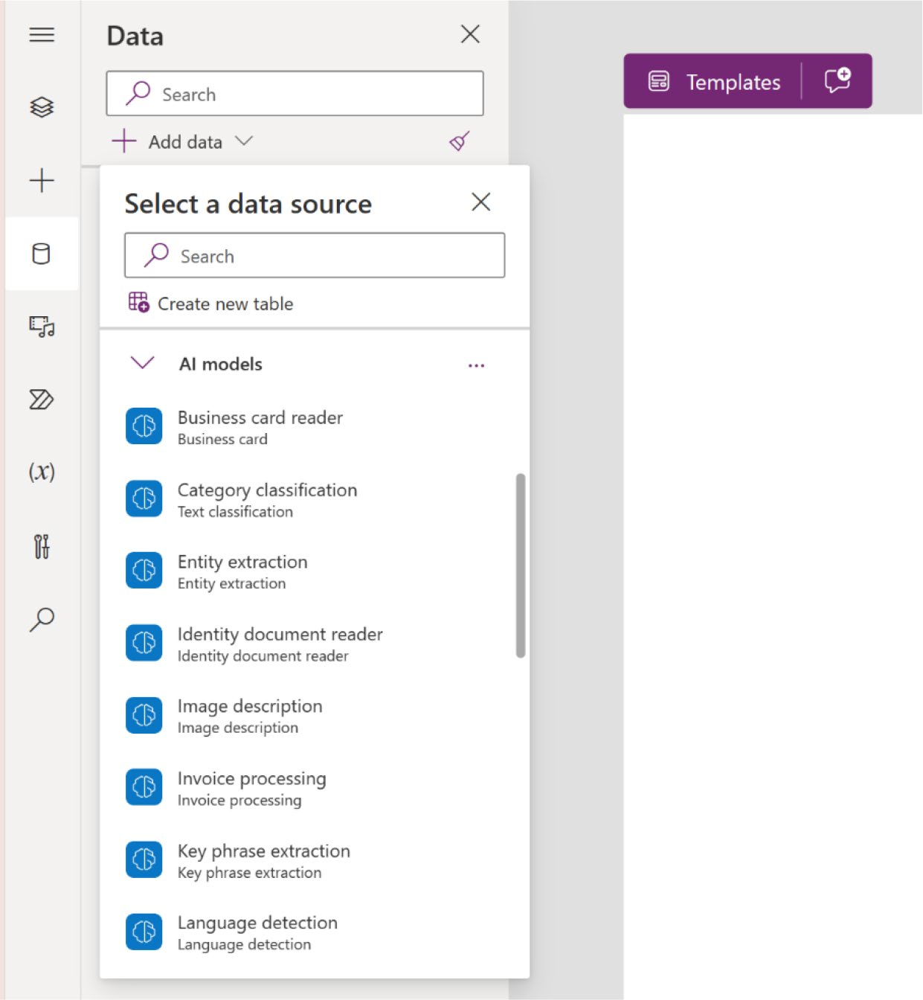 Data
Search
Templates
Add data
Select a data source
Search
Create new table
AI models
...
Business card reader
Business card
Category classification
Text classification
Entity extraction
Entity extraction
Identity document reader
Identity document reader
Image description
Image description
Invoice processing
Invoice processing
(x)
Key phrase extraction
Key phrase extraction
Language detection
Language detection